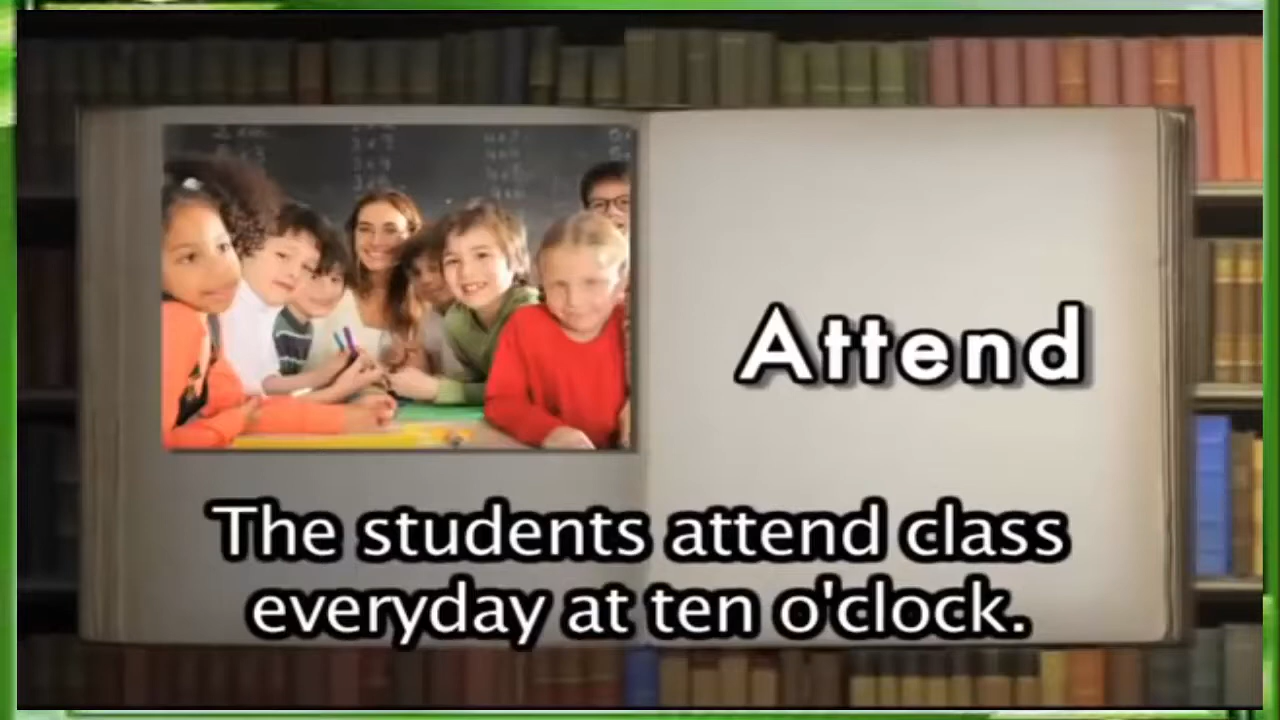 Attend
The students attend class
everyday at ten o'clock.